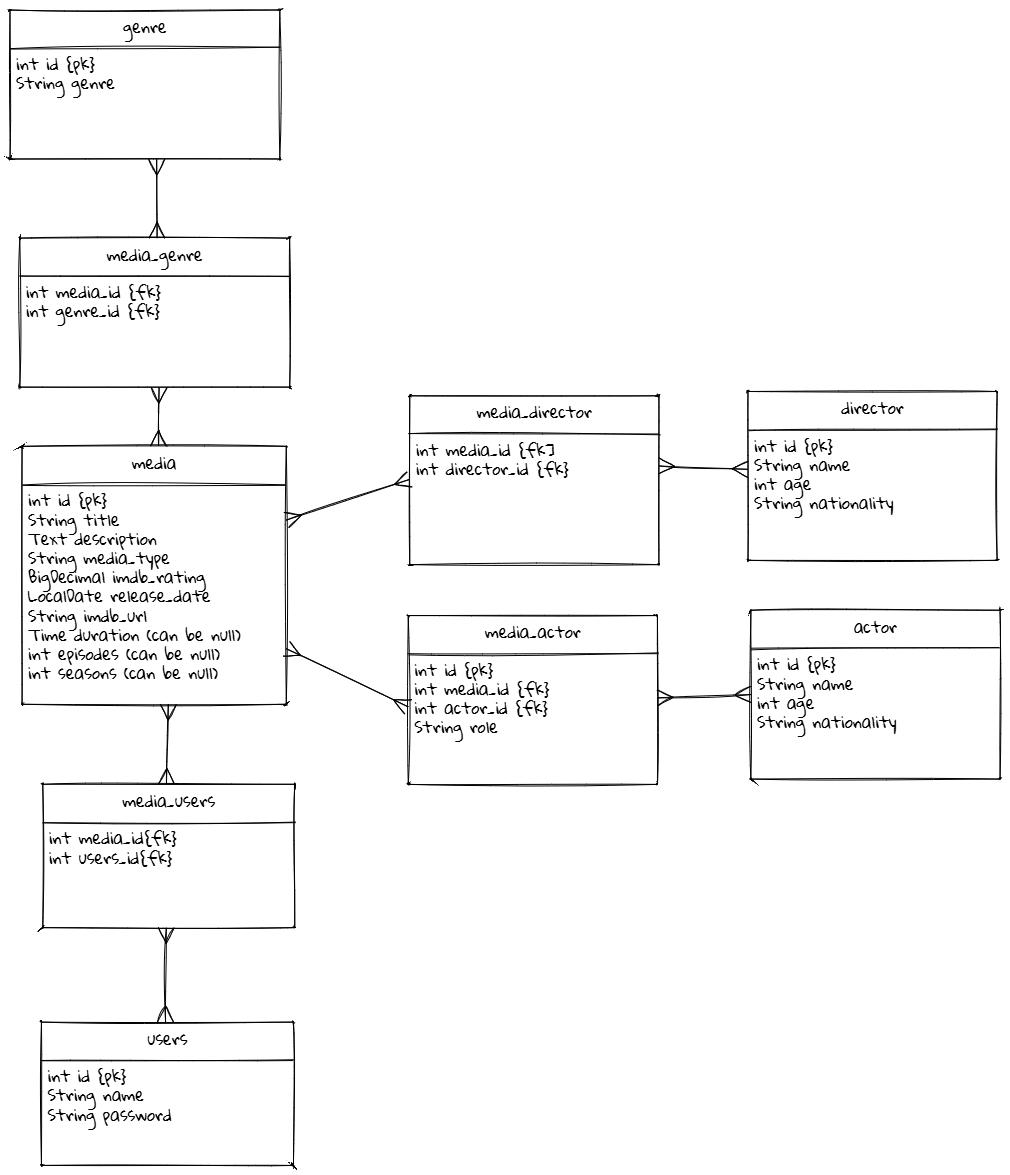 genre
int id {pk}
String genre
media_genre
int media_id {fk}
int genre_id {fk}
media
int id {pk}
String title
Text description
String media_type
BigDecimal imdb_rating
LocalDate release_date
String imdb_url
Time duration (can be null)
int episodes (can be null)
int seasons (can be null)
media_director
int media_id {fk]
int director_id {fk}
director
int id {pk}
String name
int age
String nationality
media_actor
int id {pk}
int media_id {fk}
int actor_id {fk}
String role
actor
int id {pk}
String name
int age
String nationality
media_users
int media_id{fk}
int users_id{fk}
users
int id {pk}
String name
String password